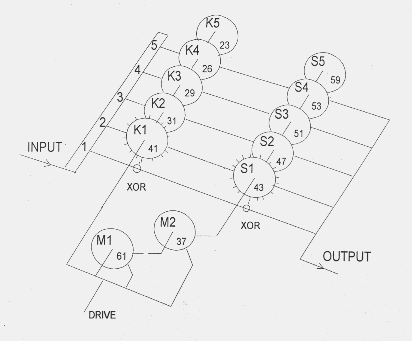 K5
23
5
K4
26
S5
59
4
K3
29
S4
53
3
K2
31
S3
51
2
K1
41
S2
47
INPUT
1
S1
43
XOR
M2
37
XOR
M1
61
OUTPUT
DRIVE